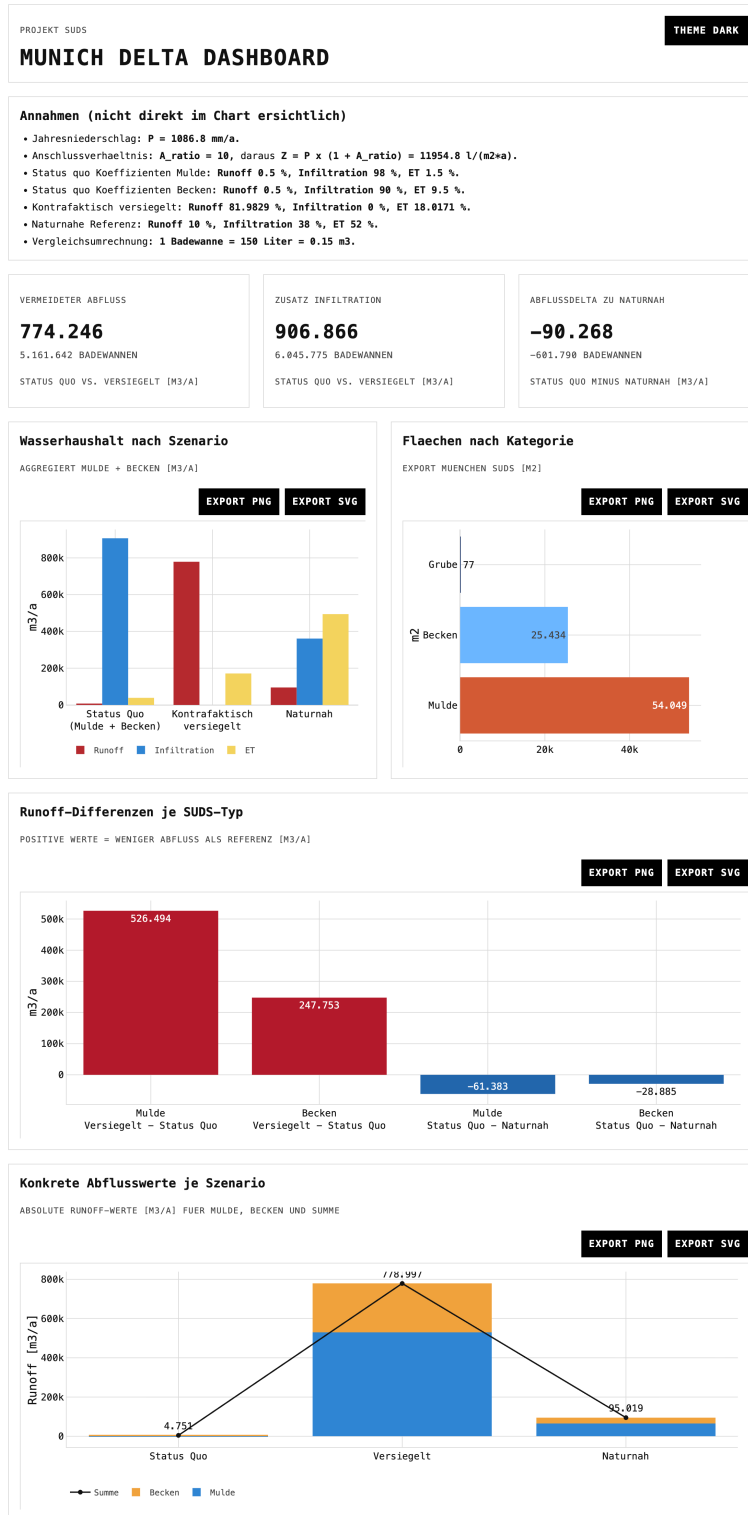 PROJEKT SUDS
THEME DARK
MUNICH DELTA DASHBOARD
Annahmen (nicht direkt im Chart ersichtlich)
• Jahresniederschlag: P = 1086.8 mm/a.
• Anschlussverhaeltnis: A_ratio = 10, daraus Z = P x (1 + A_ratio) = 11954.8 l/(m2*a).
• Status quo Koeffizienten Mulde: Runoff 0.5 %, Infiltration 98 %, ET 1.5 %.
• Status quo Koeffizienten Becken: Runoff 0.5 %, Infiltration 90 %, ET 9.5 %.
• Kontrafaktisch versiegelt: Runoff 81.9829 %, Infiltration 0 %, ET 18.0171 %.
• Naturnahe Referenz: Runoff 10 %, Infiltration 38 %, ET 52 %.
• Vergleichsumrechnung: 1 Badewanne = 150 Liter = 0.15 m3.
VERMEIDETER ABFLUSS
774.246
5.161.642 BADEWANNEN
STATUS QUO VS. VERSIEGELT [M3/A]
ZUSATZ INFILTRATION
906.866
6.045.775 BADEWANNEN
STATUS QUO VS. VERSIEGELT [M3/A]
ABFLUSSDELTA ZU NATURNAH
−90.268
−601.790 BADEWANNEN
STATUS QUO MINUS NATURNAH [M3/A]
Wasserhaushalt nach Szenario
AGGREGIERT MULDE + BECKEN [M3/A]
EXPORT PNG EXPORT SVG
800k
600k
400k
200k
0
m3/a
Status Quo
(Mulde + Becken)
Kontrafaktisch
versiegelt
Naturnah
Runoff Infiltration ET
Flaechen nach Kategorie
EXPORT MUENCHEN SUDS [M2]
EXPORT PNG EXPORT SVG
m2
Grube 77
Becken 25.434
Mulde 54.049
0 20k 40k
Runoff−Differenzen je SUDS−Typ
POSITIVE WERTE = WENIGER ABFLUSS ALS REFERENZ [M3/A]
EXPORT PNG EXPORT SVG
500k
400k
300k
200k
100k
0
m3/a
526.494
247.753
−61.383
−28.885
Mulde
Versiegelt − Status Quo
Becken
Versiegelt − Status Quo
Mulde
Status Quo − Naturnah
Becken
Status Quo − Naturnah
Konkrete Abflusswerte je Szenario
ABSOLUTE RUNOFF−WERTE [M3/A] FUER MULDE, BECKEN UND SUMME
EXPORT PNG EXPORT SVG
800k
600k
400k
200k
0
Runoff [m3/a]
4.751
778.997
95.019
Status Quo Versiegelt Naturnah
Summe Becken Mulde